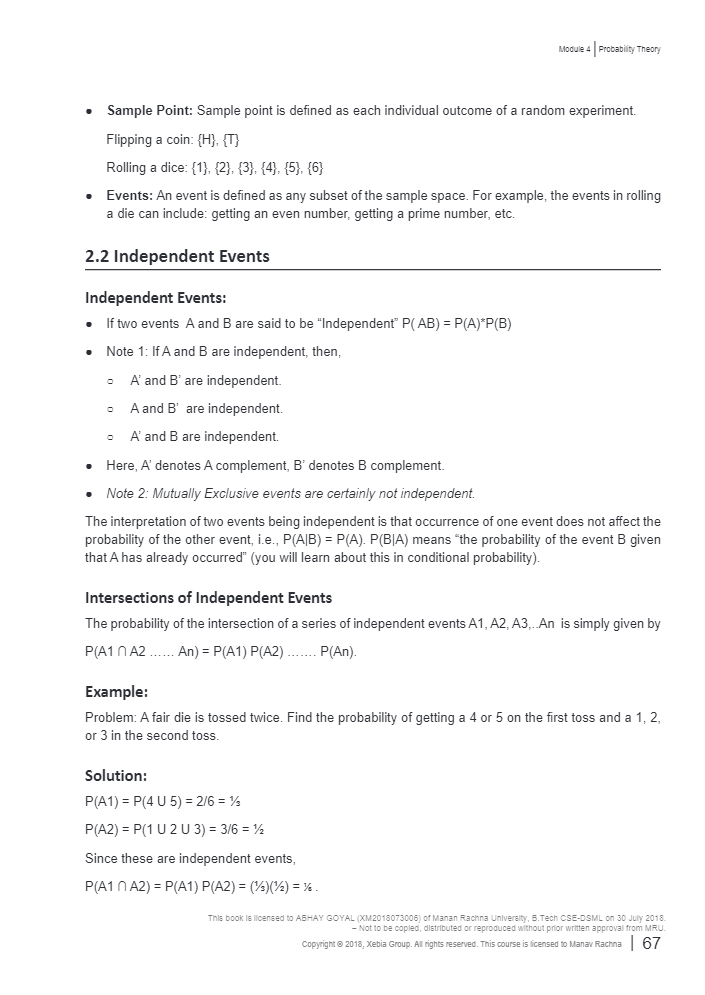 Module 4 | Probability Theory
● Sample Point: Sample point is defined as each individual outcome of a random experiment.
Flipping a coin: {H}, {T}
Rolling a dice: {1}, {2}, {3}, {4}, {5}, {6}
● Events: An event is defined as any subset of the sample space. For example, the events in rolling
a die can include: getting an even number, getting a prime number, etc.
2.2 Independent Events
Independent Events:
● If two events A and B are said to be “Independent” P( AB) = P(A)*P(B)
● Note 1: If A and B are independent, then,
○ A’ and B’ are independent.
○ A and B’ are independent.
○ A’ and B are independent.
● Here, A’ denotes A complement, B’ denotes B complement.
● Note 2: Mutually Exclusive events are certainly not independent.
The interpretation of two events being independent is that occurrence of one event does not affect the
probability of the other event, i.e., P(A|B) = P(A). P(B|A) means “the probability of the event B given
that A has already occurred” (you will learn about this in conditional probability).
Intersections of Independent Events
The probability of the intersection of a series of independent events A1, A2, A3,..An is simply given by
P(A1 ∩ A2 ...... An) = P(A1) P(A2) ....... P(An).
Example:
Problem: A fair die is tossed twice. Find the probability of getting a 4 or 5 on the first toss and a 1, 2,
or 3 in the second toss.
Solution:
P(A1) = P(4 U 5) = 2/6 = ⅓
P(A2) = P(1 U 2 U 3) = 3/6 = ½
Since these are independent events,
P(A1 ∩ A2) = P(A1) P(A2) = (⅓)(½) = ⅙ .
This book is licensed to ABHAY GOYAL (XM2018073006) of Manan Rachna University, B.Tech CSE-DSML on 30 July 2018.
– Not to be copied, distributed or reproduced without prior written approval from MRU.
Copyright © 2018, Xebia Group. All rights reserved. This course is licensed to Manav Rachna | 67